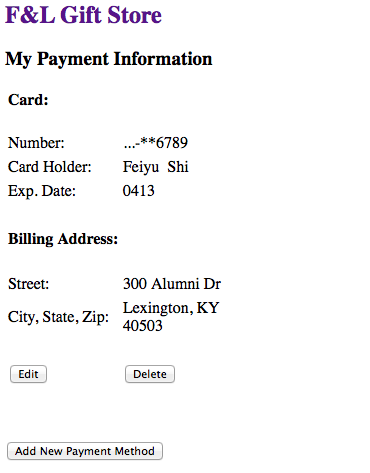 F&L Gift Store
My Payment Information
Card:
Number: ...-**6789
Card Holder: Feiyu Shi
Exp. Date: 0413
Billing Address:
Street: 300 Alumni Dr
City, State, Zip: Lexington, KY
40503
Edit Delete
Add New Payment Method